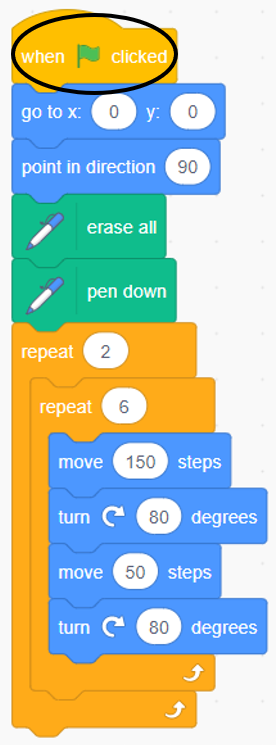 when clicked
go to x: 0 y: 0
point in direction 90
erase all
pen down
repeat 2
repeat 6
move 150 steps
turn 80 degrees
move 50 steps
turn 80 degrees